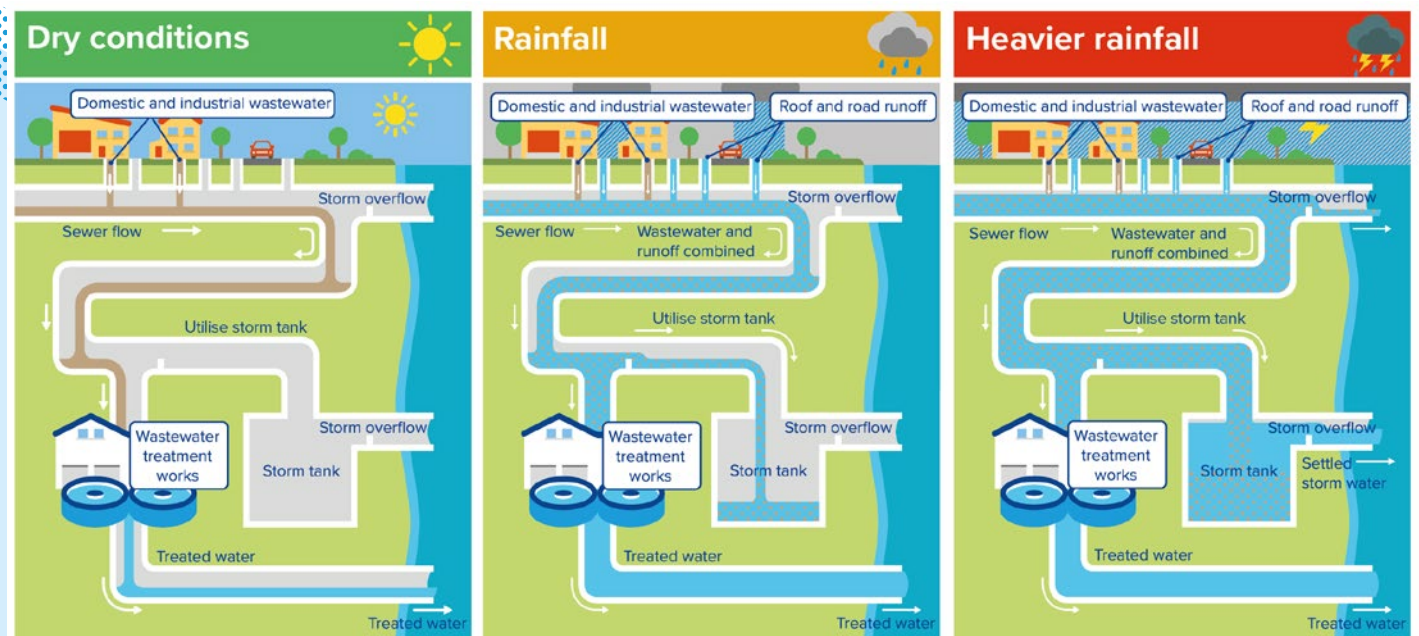 Dry conditions
Domestic and industrial wastewater
Storm overflow
Sewer flow
Utilise storm tank
Storm overflow
Wastewater
treatment
works
Storm tank
Treated water
Treated water
Rainfall
Domestic and industrial wastewater
Roof and road runoff
Storm overflow
Sewer flow
Wastewater and
runoff combined
Utilise storm tank
Storm overflow
Wastewater
treatment
works
Storm tank
Treated water
Treated water
Heavier rainfall
Domestic and industrial wastewater
Roof and road runoff
Storm overflow
Sewer flow
Wastewater and
runoff combined
Utilise storm tank
Storm overflow
Wastewater
treatment
works
Storm tank
Settled
storm water
Treated water
Treated water